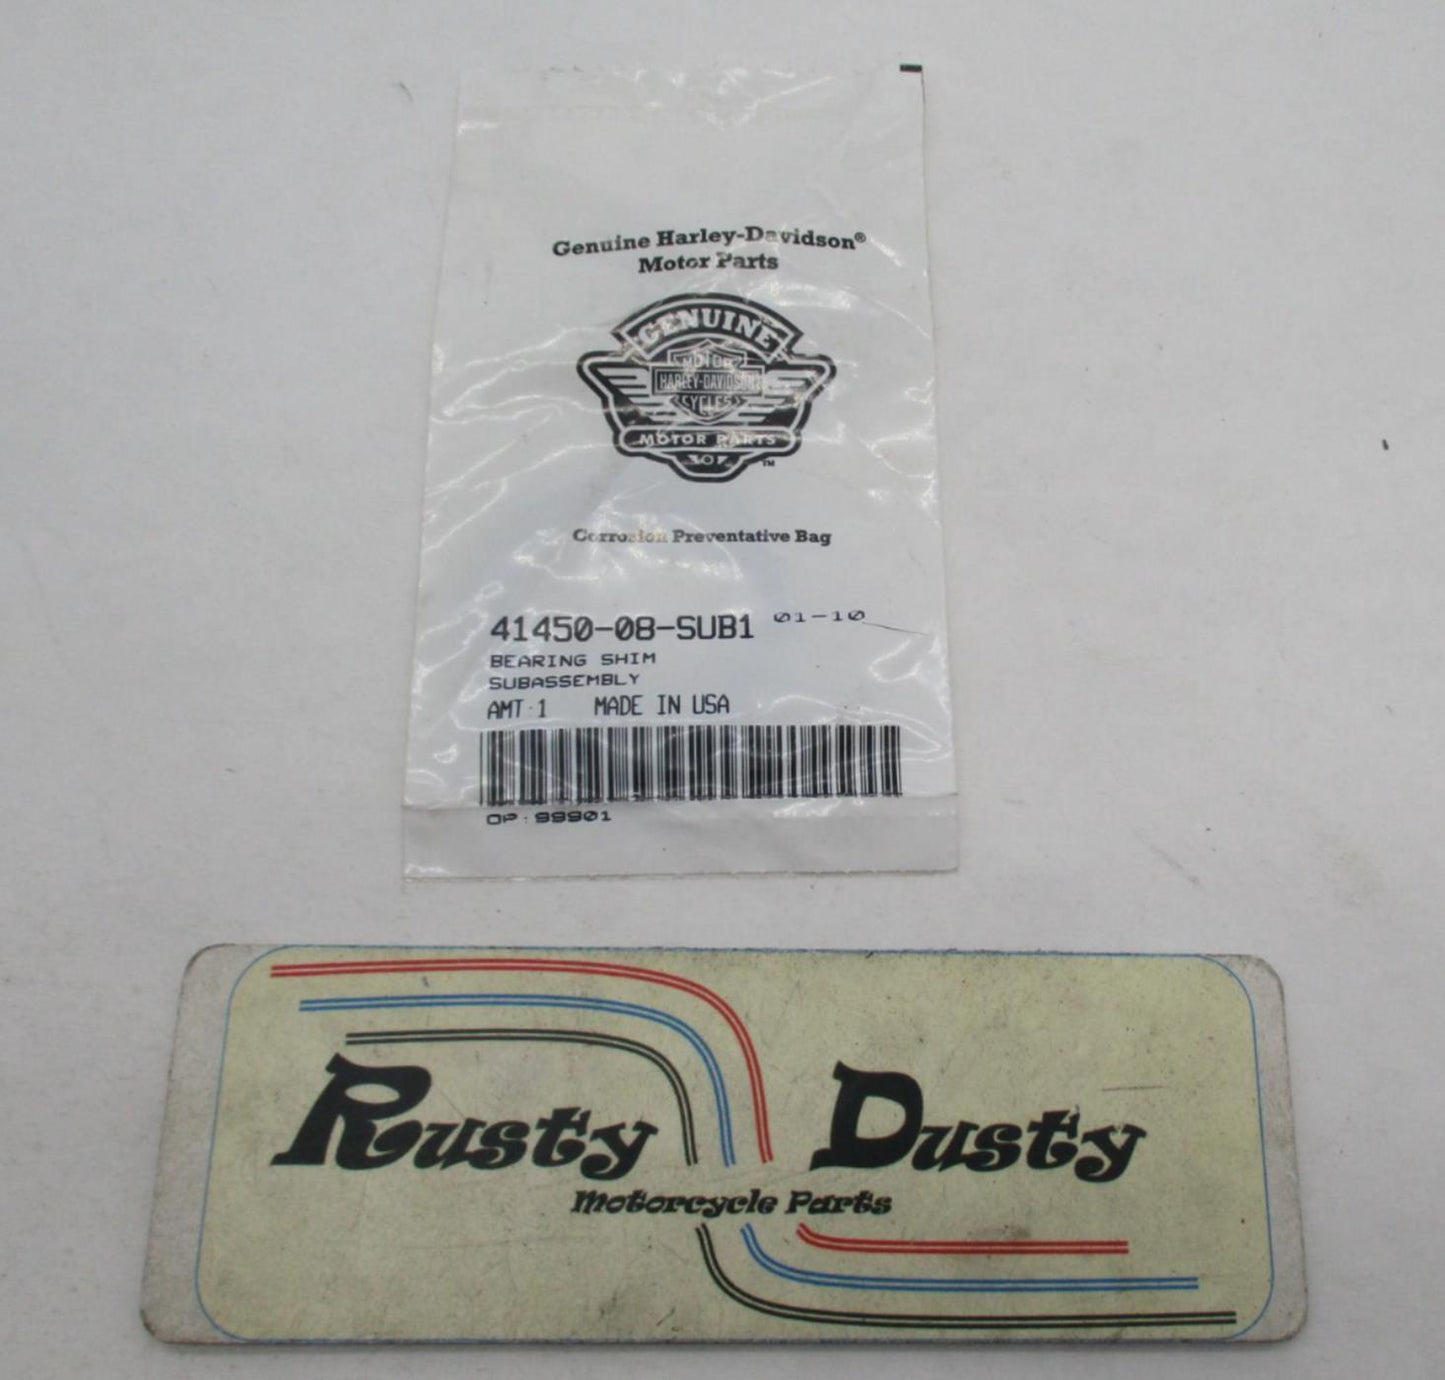 Genuine Harley-Davidson®
Motor Parts
GENUINE
MOTOR
HARLEY-DAVIDSON
CYCLES
MOTOR PARTS
TM
Corrosion Preventative Bag
41450-08-SUB1 01-10
BEARING SHIM
SUBASSEMBLY
AMT 1 MADE IN USA
OP: 99901
Rusty Dusty
Motorcycle Parts